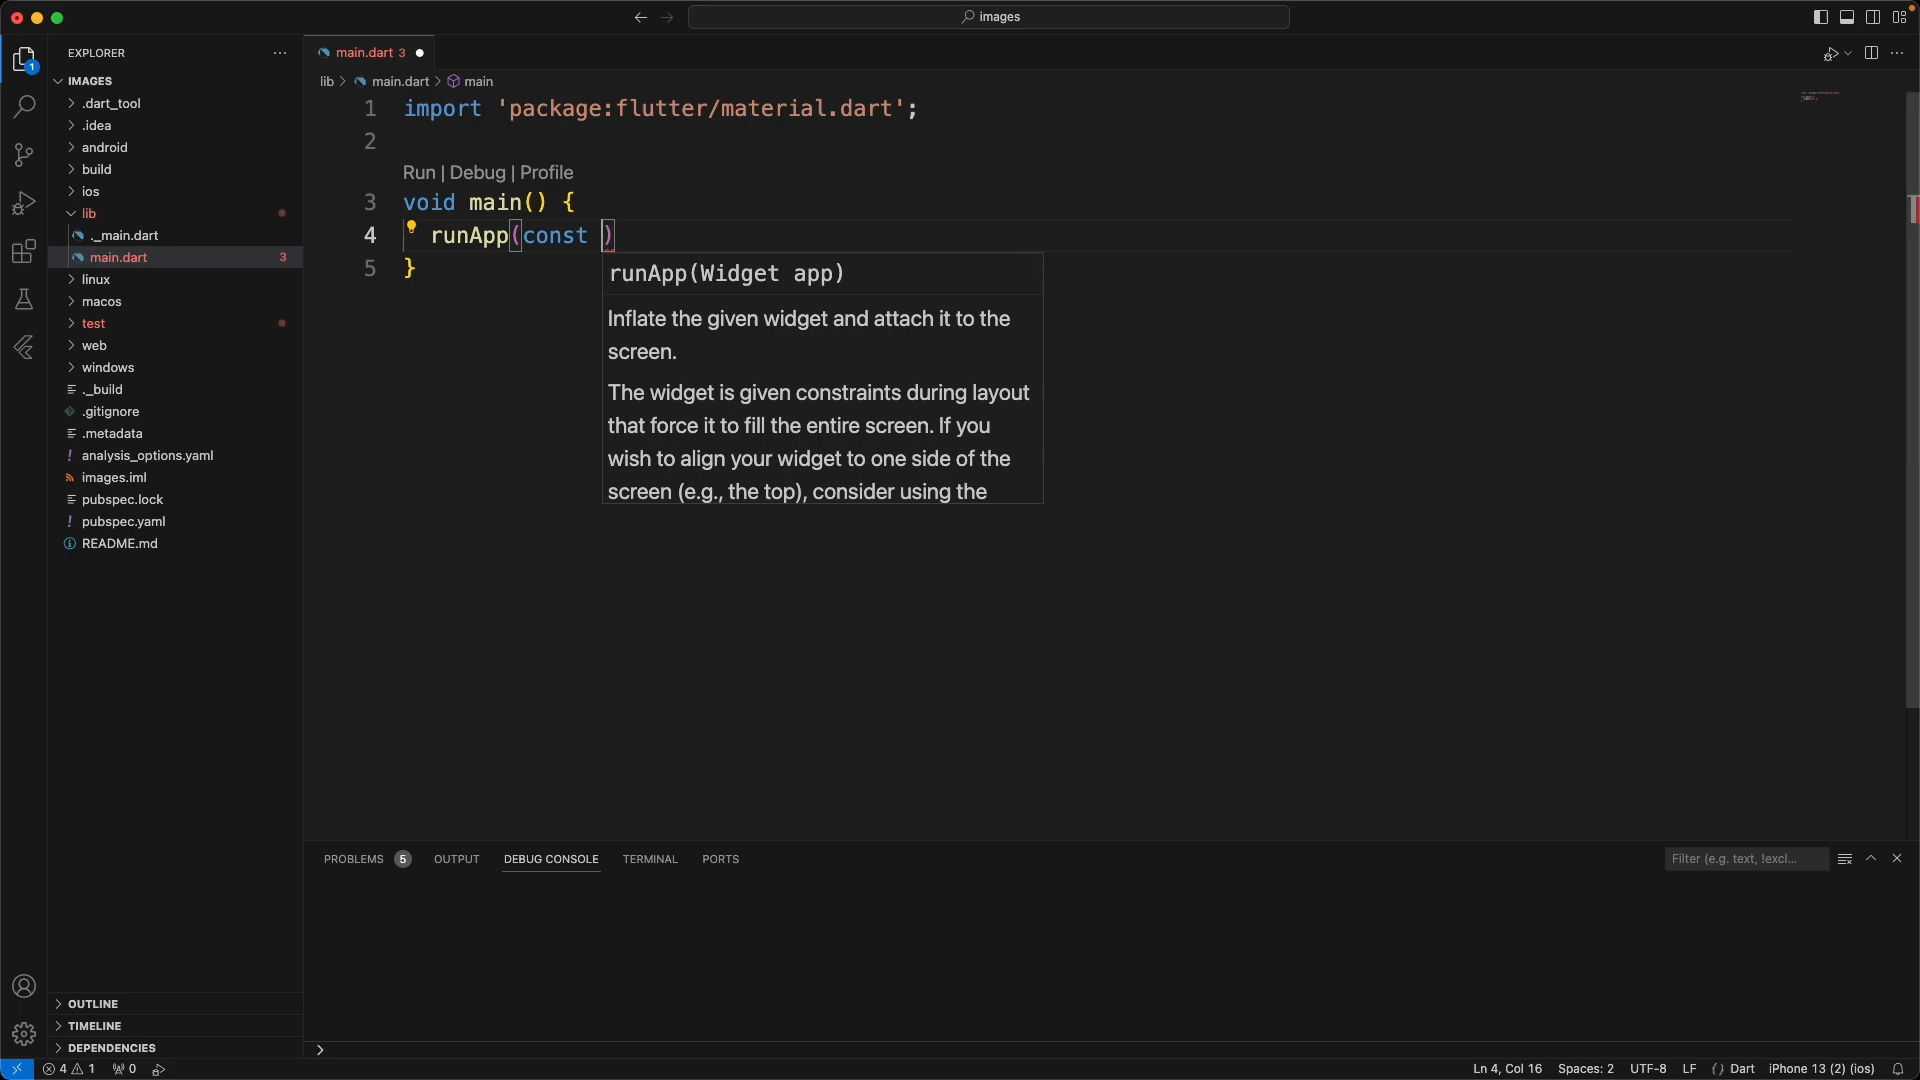 images
1
EXPLORER
IMAGES
.dart_tool
.idea
android
build
ios
lib
._main.dart
main.dart 3
linux
macos
test
web
windows
._build
.gitignore
.metadata
analysis_options.yaml
images.iml
pubspec.lock
pubspec.yaml
README.md
OUTLINE
TIMELINE
DEPENDENCIES
main.dart 3
lib > main.dart > main
1 import 'package:flutter/material.dart';
2
Run | Debug | Profile
3 void main() {
4 runApp(const )
5 }
runApp(Widget app)
Inflate the given widget and attach it to the
screen.
The widget is given constraints during layout
that force it to fill the entire screen. If you
wish to align your widget to one side of the
screen (e.g., the top), consider using the
PROBLEMS 5 OUTPUT DEBUG CONSOLE TERMINAL PORTS
Filter (e.g. text, !excl...
>
4 1 0
Ln 4, Col 16 Spaces: 2 UTF-8 LF {} Dart iPhone 13 (2) (ios)